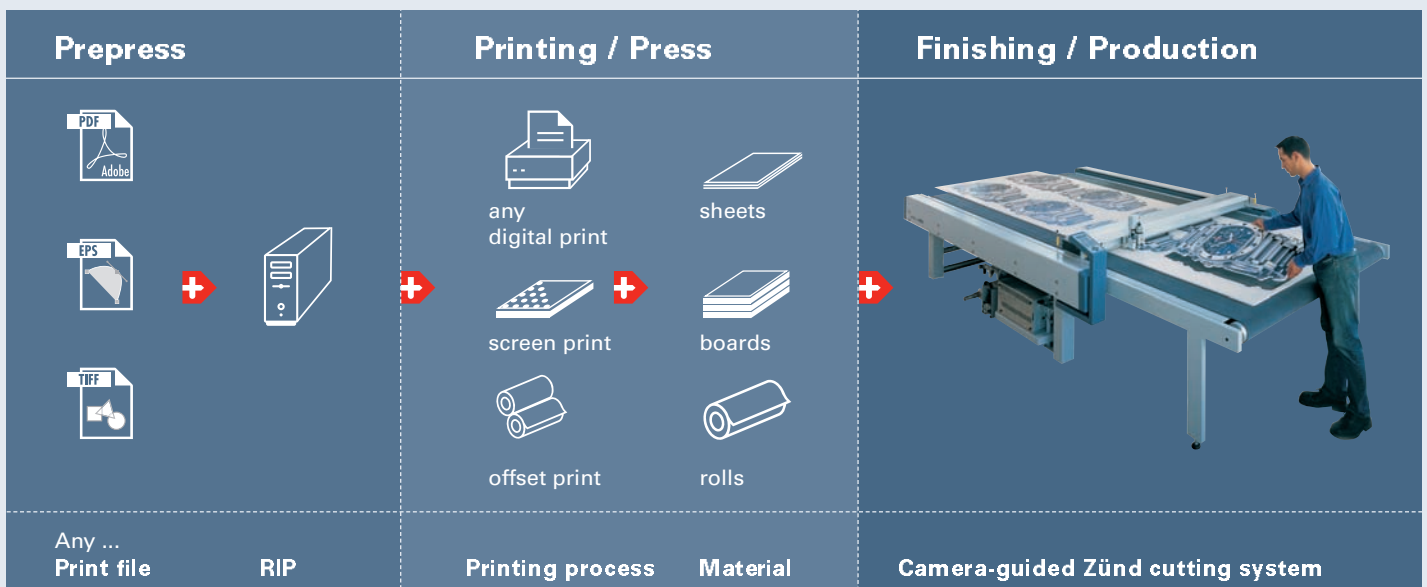 Prepress
Printing / Press
Finishing / Production
PDF
Adobe
EPS
TIFF
any
digital print
screen print
offset print
sheets
boards
rolls
Any ...
Print file
RIP
Printing process
Material
Camera-guided Zünd cutting system